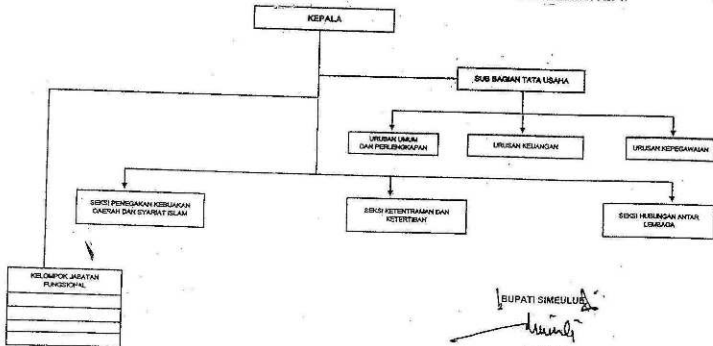 KEPALA
SUB BAGIAN TATA USAHA
URUSAN UMUM
DAN PERLENGKAPAN
URUSAN KEUANGAN
URUSAN KEPEGAWAIAN
SEKSI PENEGAKAN KEBIJAKAN
DAERAH DAN SYARIAT ISLAM
SEKSI KETENTRAMAN DAN
KETERTIBAN
SEKSI HUBUNGAN ANTAR
LEMBAGA
KELOMPOK JABATAN
FUNGSIONAL
BUPATI SIMEULUE